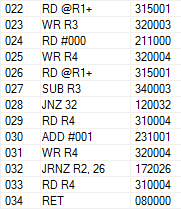 022 RD @R1+ 315001
023 WR R3 320003
024 RD #000 211000
025 WR R4 320004
026 RD @R1+ 315001
027 SUB R3 340003
028 JNZ 32 120032
029 RD R4 310004
030 ADD #001 231001
031 WR R4 320004
032 JRNZ R2, 26 172026
033 RD R4 310004
034 RET 080000